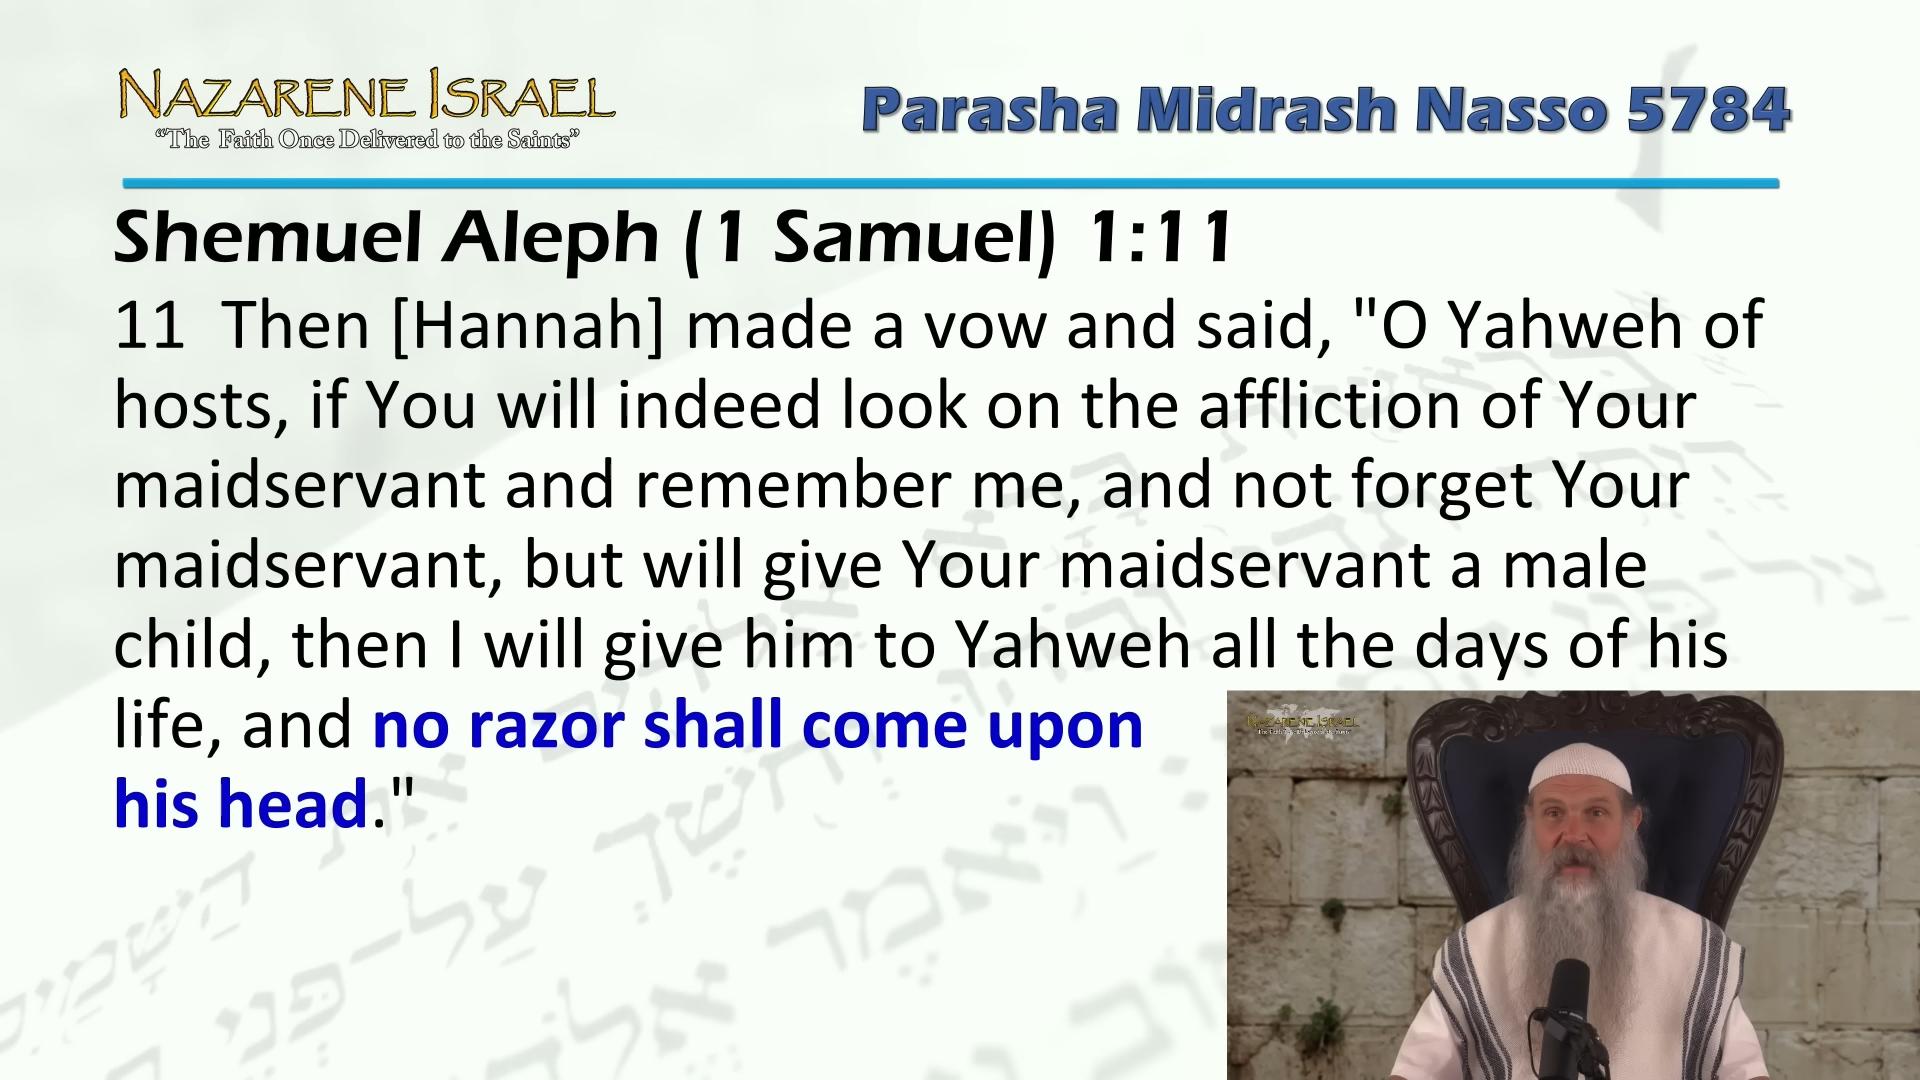 NAZARENE ISRAEL
"The Faith Once Delivered to the Saints"
Parasha Midrash Nasso 5784
Shemuel Aleph (1 Samuel) 1:11
11 Then [Hannah] made a vow and said, "O Yahweh of
hosts, if You will indeed look on the affliction of Your
maidservant and remember me, and not forget Your
maidservant, but will give Your maidservant a male
child, then I will give him to Yahweh all the days of his
life, and no razor shall come upon
his head."
NAZARENE ISRAEL